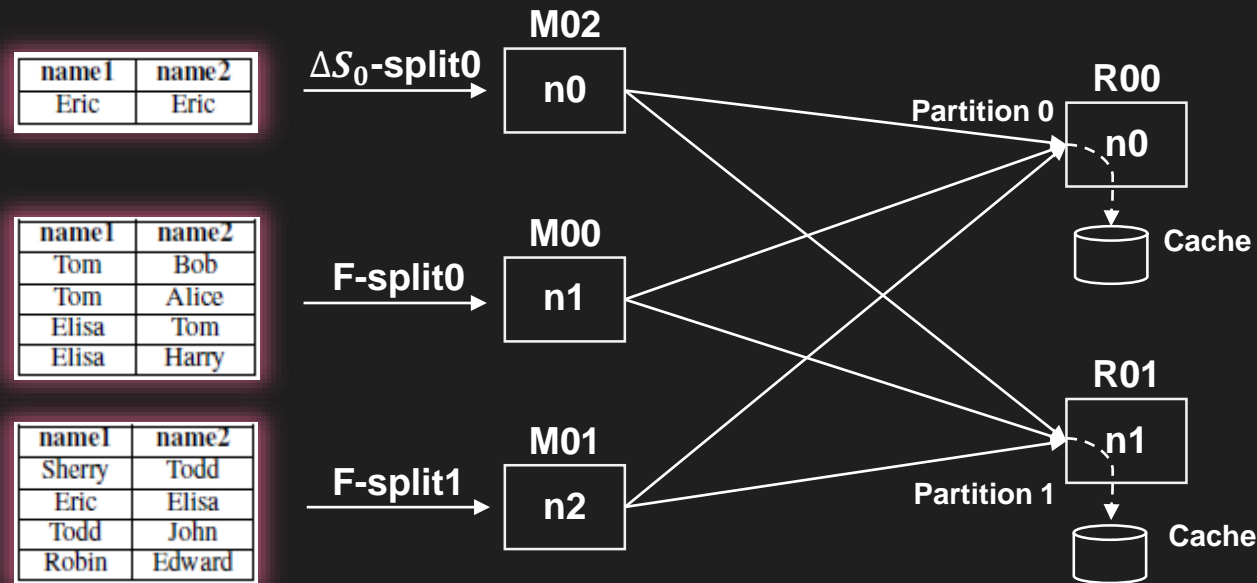 name1 name2
Eric Eric
ΔS₀-split0
M02
n0
Partition 0
R00
n0
Cache
name1 name2
Tom Bob
Tom Alice
Elisa Tom
Elisa Harry
F-split0
M00
n1
name1 name2
Sherry Todd
Eric Elisa
Todd John
Robin Edward
F-split1
M01
n2
Partition 1
R01
n1
Cache